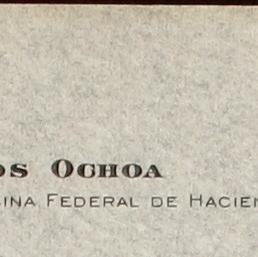 OS OCHOA
INA FEDERAL DE HACIEN